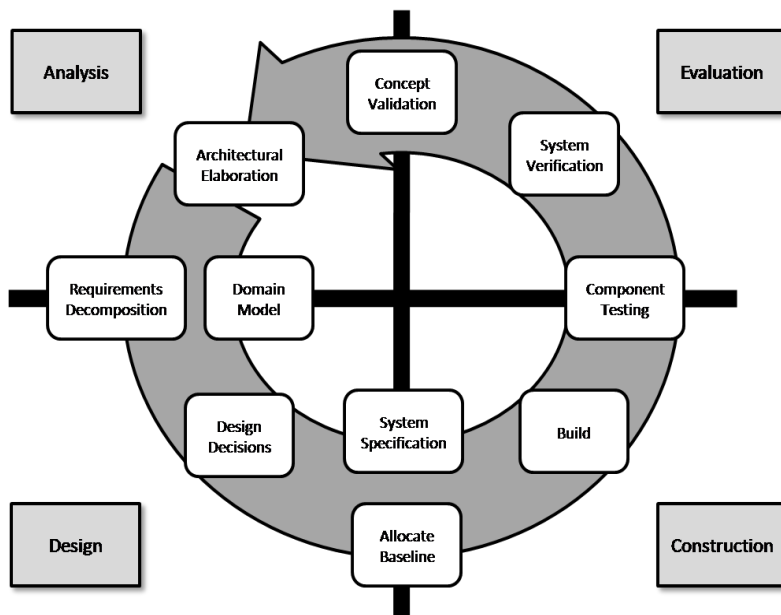 Analysis
Evaluation
Concept
Validation
Architectural
Elaboration
System
Verification
Requirements
Decomposition
Domain
Model
Component
Testing
Design
Decisions
System
Specification
Build
Design
Allocate
Baseline
Construction